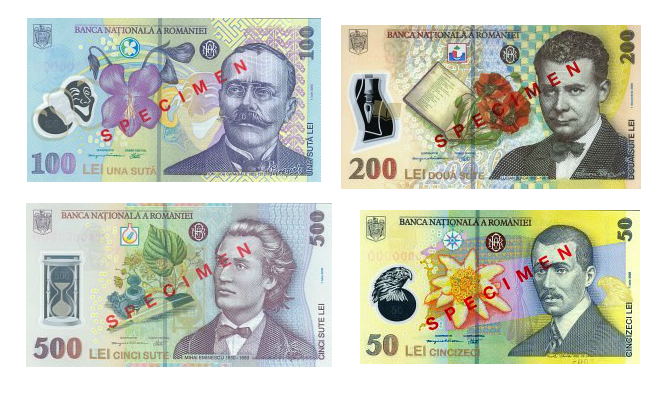 BANCA NAȚIONALĂ A ROMÂNIEI
100
SPECIMEN
100 LEI UNA SUTĂ
UNA SUTĂ LEI
BANCA NAȚIONALĂ A ROMÂNIEI
200
SPECIMEN
200 LEI DOUĂ SUTE
DOUĂ SUTE LEI
BANCA NAȚIONALĂ A ROMÂNIEI
500
SPECIMEN
500 LEI CINCI SUTE
MIHAI EMINESCU 1850 - 1889
CINCI SUTE LEI
BANCA NAȚIONALĂ A ROMÂNIEI
50
SPECIMEN
50 LEI CINCIZECI
CINCIZECI LEI